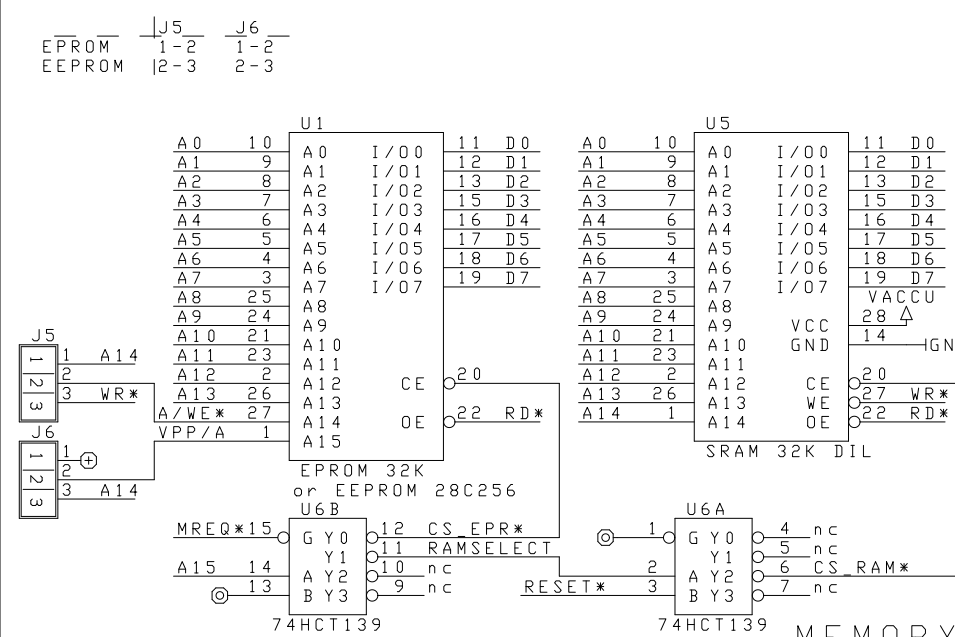 J5 J6
EPROM 1-2 1-2
EEPROM 2-3 2-3
U1 U5
A0 10 A0 I/O0 11 D0 A0 10 A0 I/O0 11 D0
A1 9 A1 I/O1 12 D1 A1 9 A1 I/O1 12 D1
A2 8 A2 I/O2 13 D2 A2 8 A2 I/O2 13 D2
A3 7 A3 I/O3 15 D3 A3 7 A3 I/O3 15 D3
A4 6 A4 I/O4 16 D4 A4 6 A4 I/O4 16 D4
A5 5 A5 I/O5 17 D5 A5 5 A5 I/O5 17 D5
A6 4 A6 I/O6 18 D6 A6 4 A6 I/O6 18 D6
A7 3 A7 I/O7 19 D7 A7 3 A7 I/O7 19 D7
A8 25 A8 A8 25 A8 VACCU
A9 24 A9 A9 24 A9 VCC 28
J5 A10 21 A10 A10 21 A10 GND 14 GN
1 1 A14 A11 23 A11 A11 23 A11
2 2 A12 2 A12 CE 20 A12 2 A12 CE 20
3 3 WR* A13 26 A13 A13 26 A13 WE 27 WR*
A/WE* 27 A14 OE 22 RD* A14 1 A14 OE 22 RD*
J6 VPP/A 1 A15
1 1 +
2 2
3 3 A14
EPROM 32K SRAM 32K DIL
or EEPROM 28C256
U6B U6A
MREQ* 15 G Y0 12 CS_EPR* 1 G Y0 4 nc
Y1 11 RAMSELECT Y1 5 nc
A15 14 A Y2 10 nc 2 A Y2 6 CS_RAM*
13 B Y3 9 nc RESET* 3 B Y3 7 nc
74HCT139 74HCT139
MEMORY